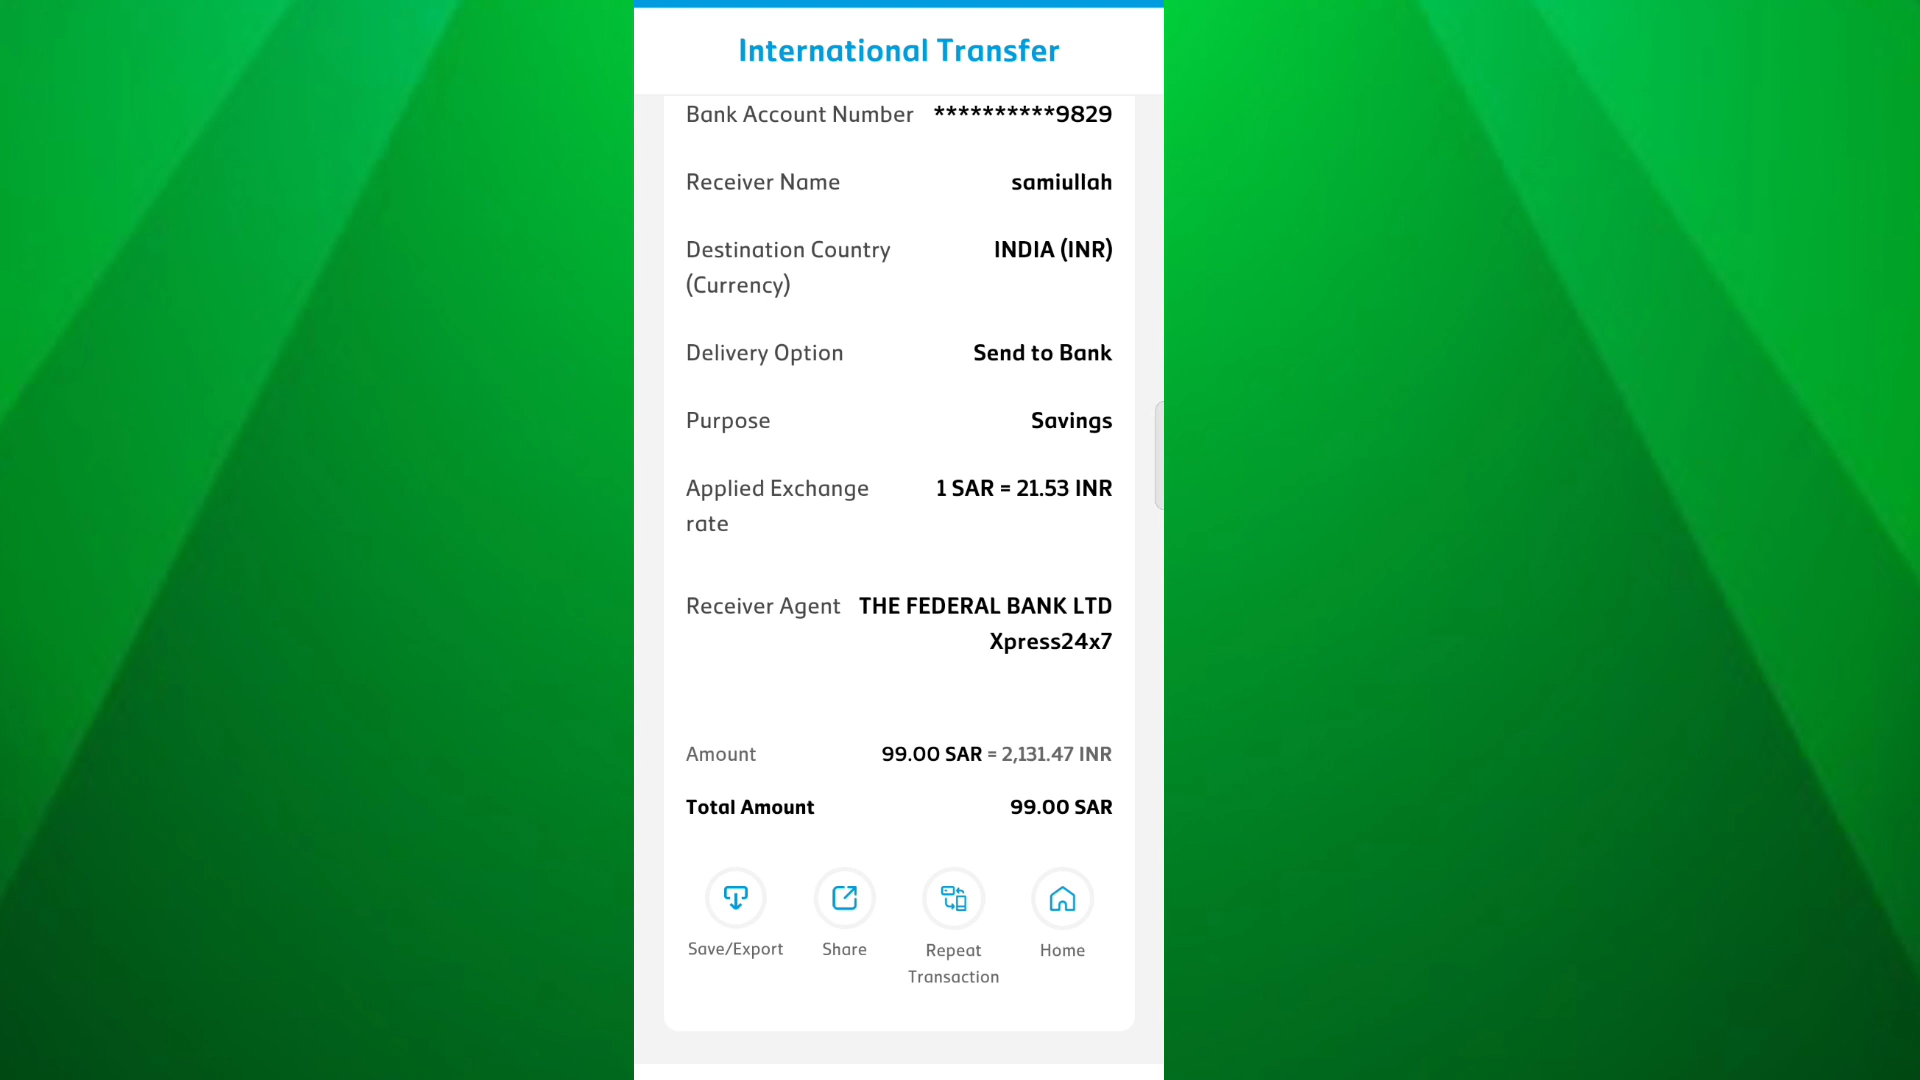 International Transfer
Bank Account Number **********9829
Receiver Name samiullah
Destination Country INDIA (INR)
(Currency)
Delivery Option Send to Bank
Purpose Savings
Applied Exchange 1 SAR = 21.53 INR
rate
Receiver Agent THE FEDERAL BANK LTD
Xpress24x7
Amount 99.00 SAR = 2,131.47 INR
Total Amount 99.00 SAR
Save/Export Share Repeat Home
Transaction